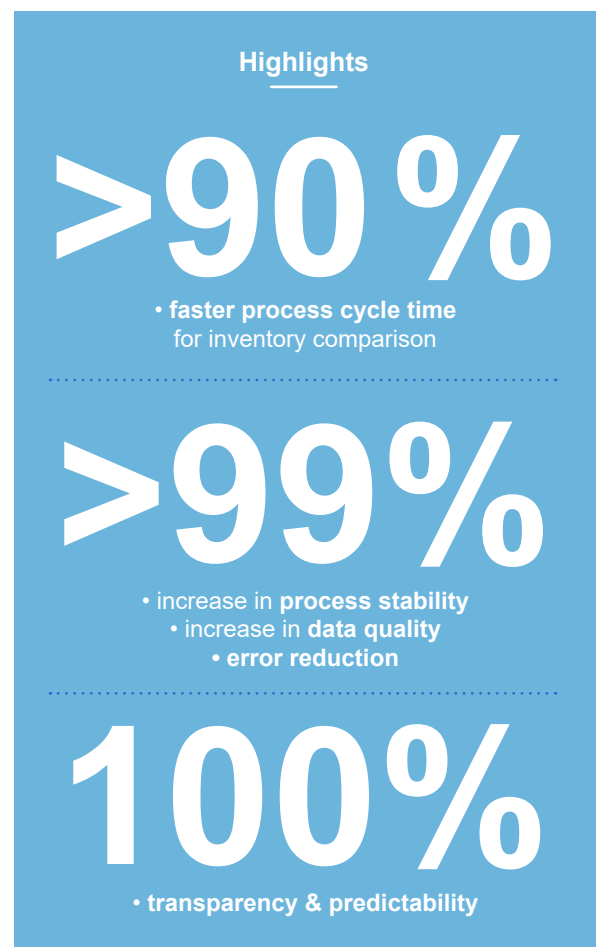 Highlights
>90%
• faster process cycle time
for inventory comparison
>99%
• increase in process stability
• increase in data quality
• error reduction
100%
• transparency & predictability